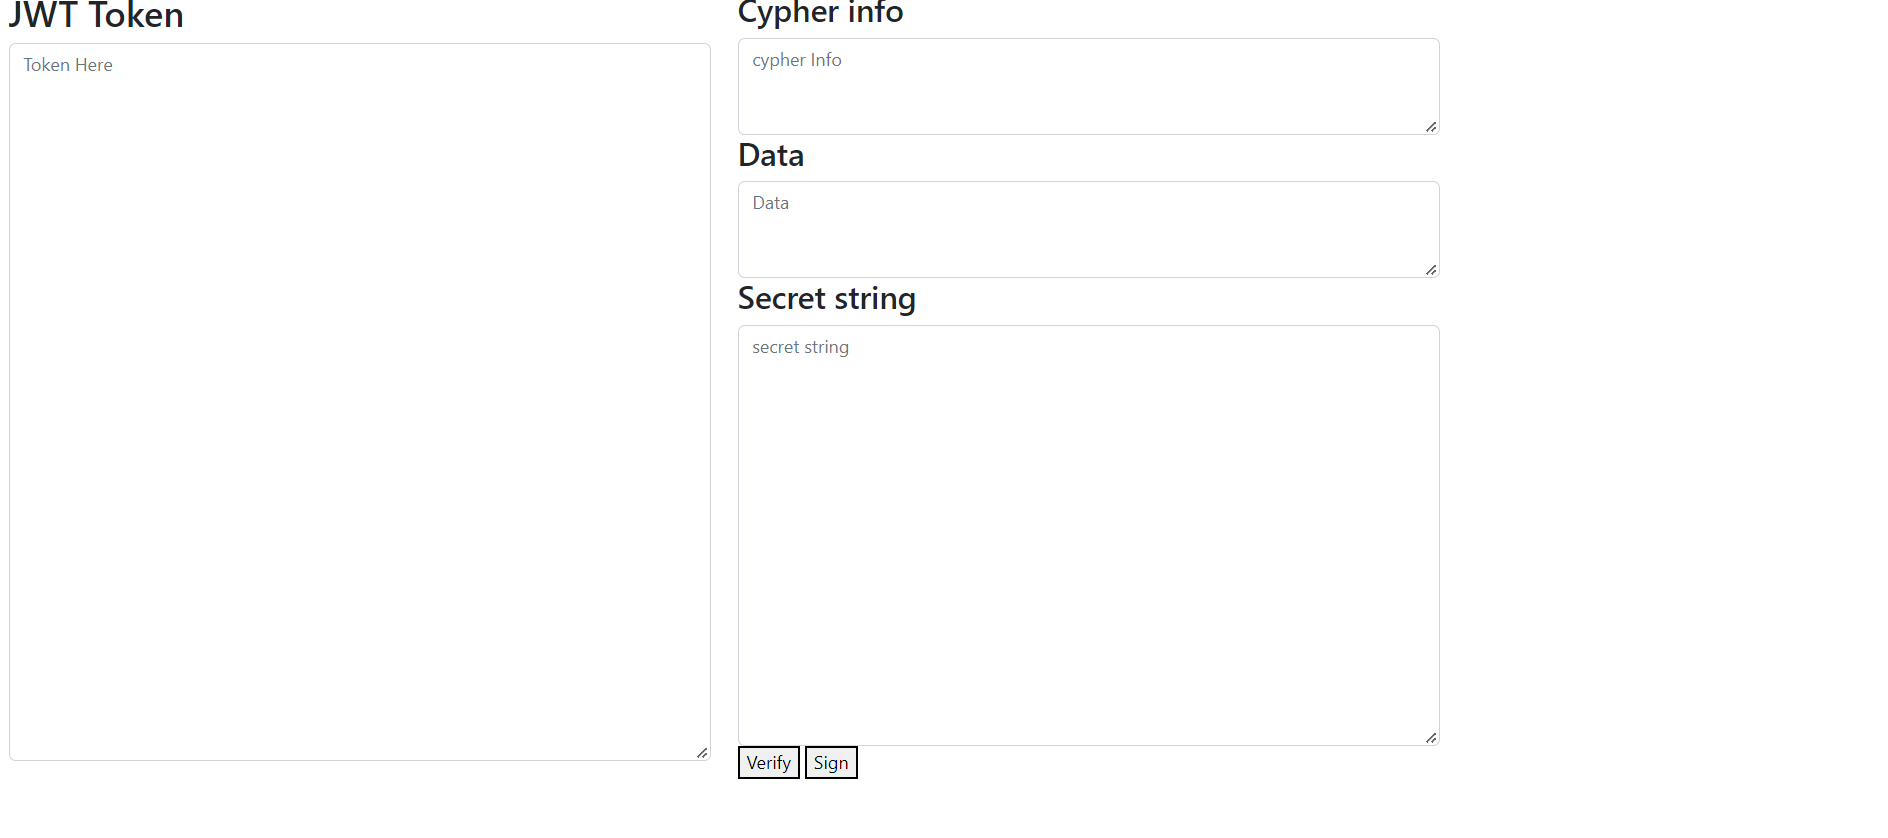 JWT Token
Token Here
Cypher info
cypher Info
Data
Data
Secret string
secret string
Verify Sign